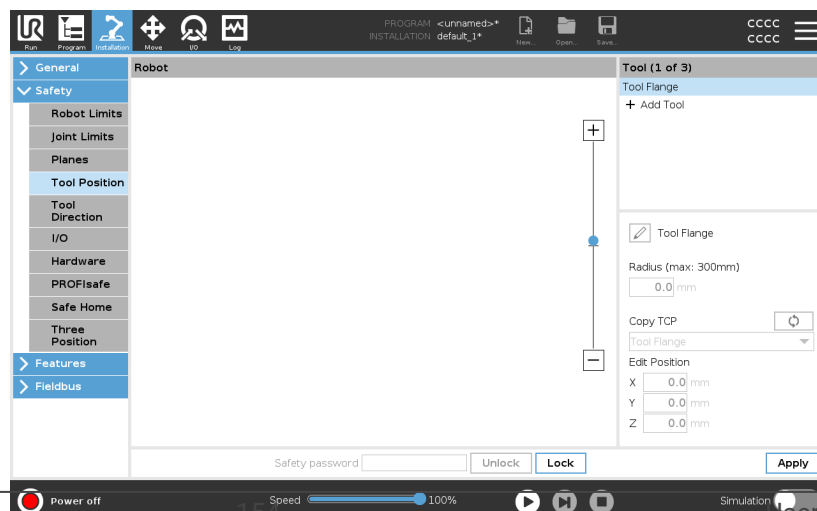 PROGRAM <unnamed>*
INSTALLATION default_1*
CCCC
CCCC
Run Program Installation Move I/O Log New... Open... Save...
General
Safety
Robot Limits
Joint Limits
Planes
Tool Position
Tool
Direction
I/O
Hardware
PROFIsafe
Safe Home
Three
Position
Features
Fieldbus
Robot
Tool (1 of 3)
Tool Flange
Add Tool
Tool Flange
Radius (max: 300mm)
0.0 mm
Copy TCP
Tool Flange
Edit Position
X 0.0 mm
Y 0.0 mm
Z 0.0 mm
Safety password Unlock Lock Apply
Power off Speed 100% Simulation